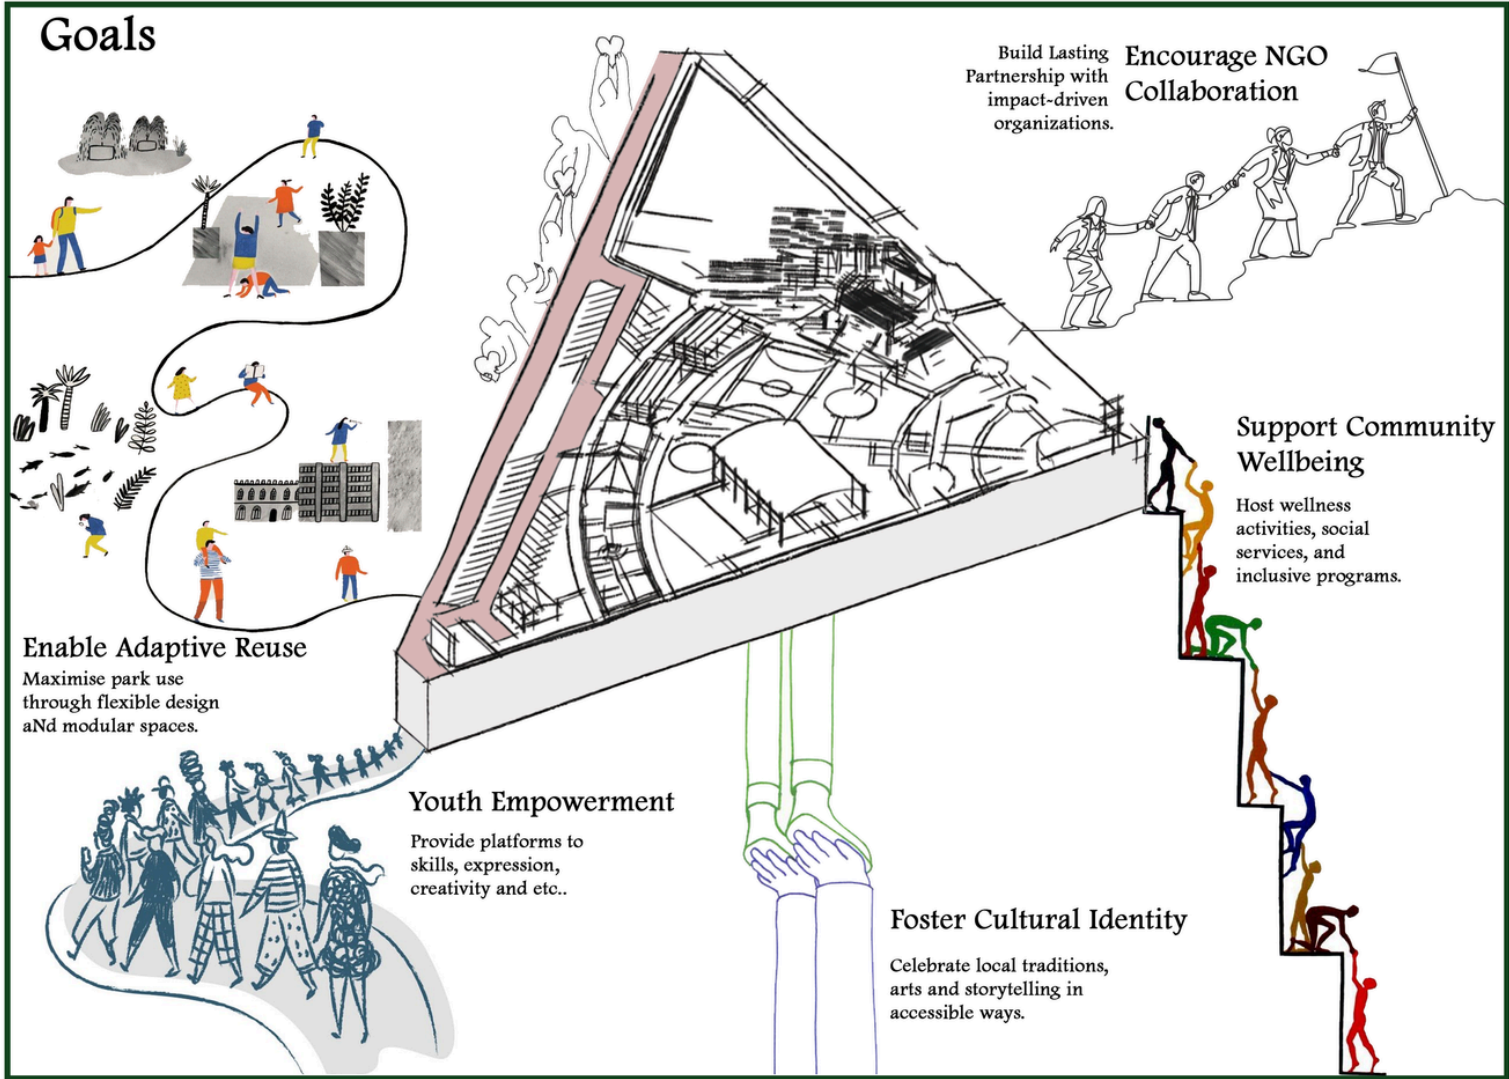 Goals
Build Lasting
Partnership with
impact-driven
organizations.
Encourage NGO
Collaboration
Support Community
Wellbeing
Host wellness
activities, social
services, and
inclusive programs.
Enable Adaptive Reuse
Maximise park use
through flexible design
aNd modular spaces.
Youth Empowerment
Provide platforms to
skills, expression,
creativity and etc..
Foster Cultural Identity
Celebrate local traditions,
arts and storytelling in
accessible ways.